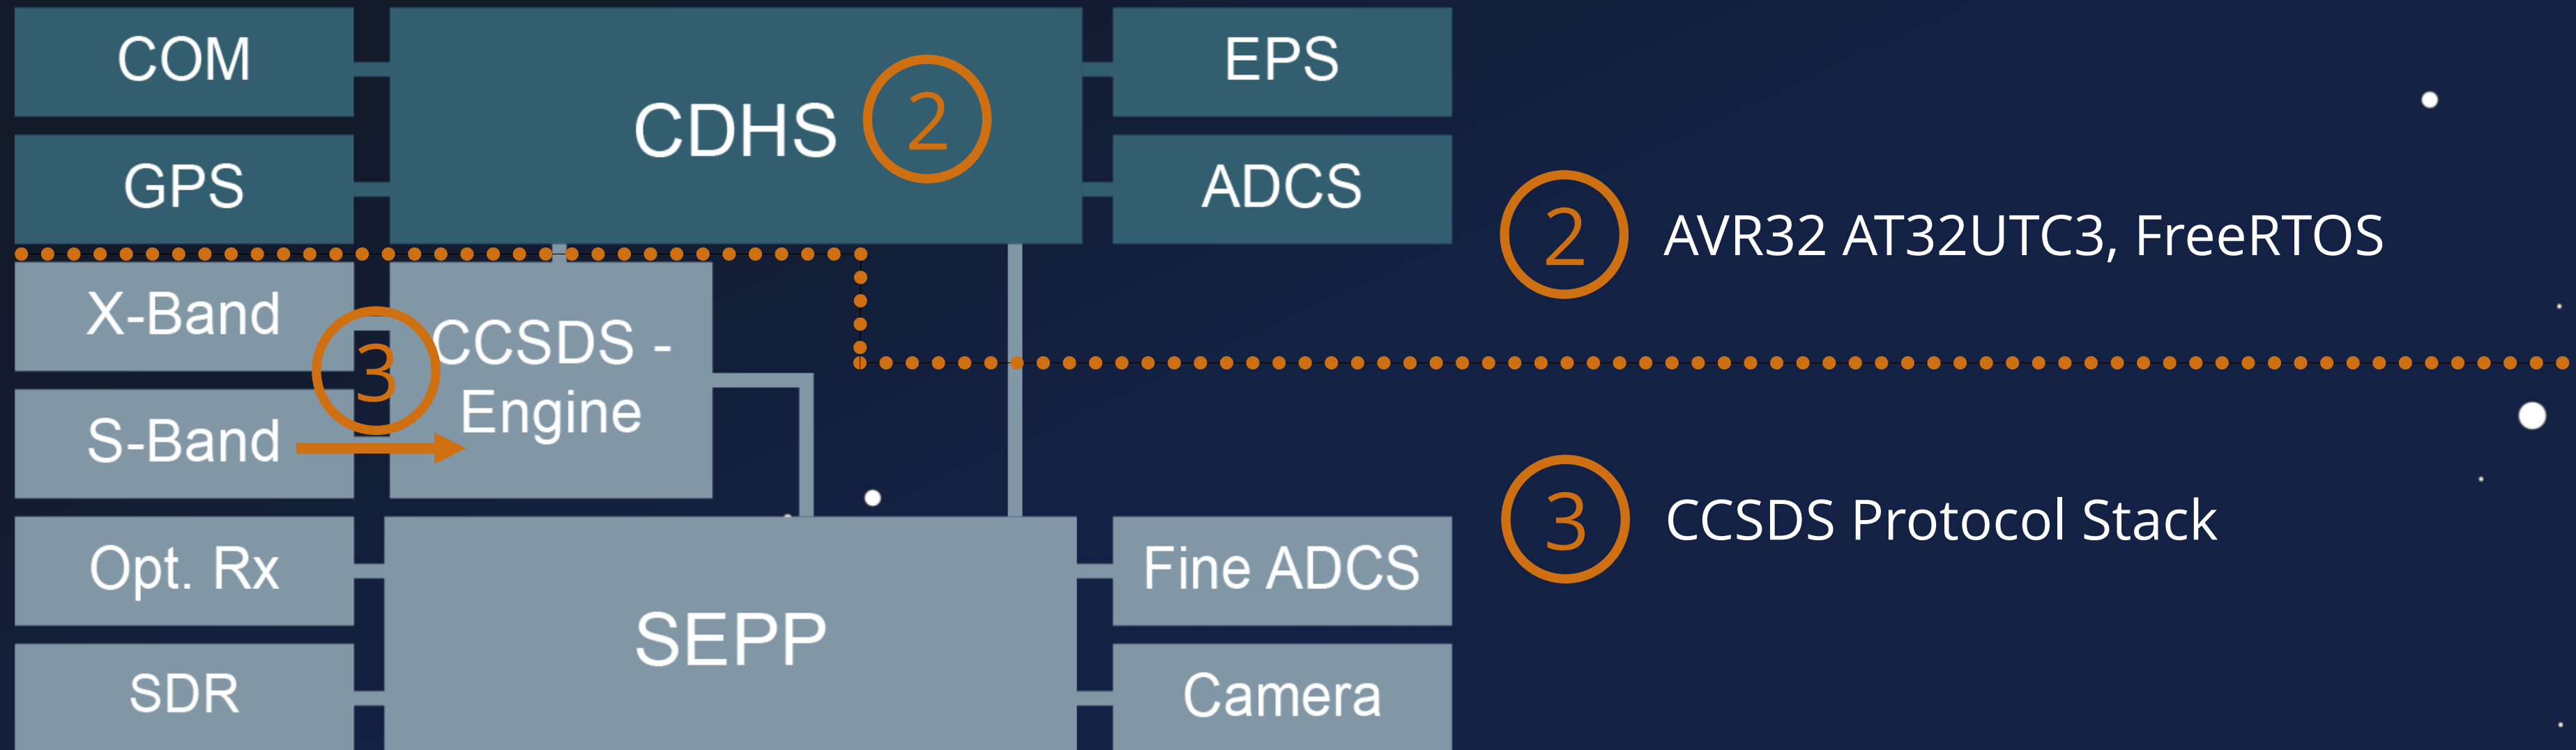 COM
CDHS
2
EPS
GPS
ADCS
2
AVR32 AT32UTC3, FreeRTOS
X-Band
3
CCSDS -
Engine
S-Band
3
CCSDS Protocol Stack
Opt. Rx
SEPP
Fine ADCS
SDR
Camera